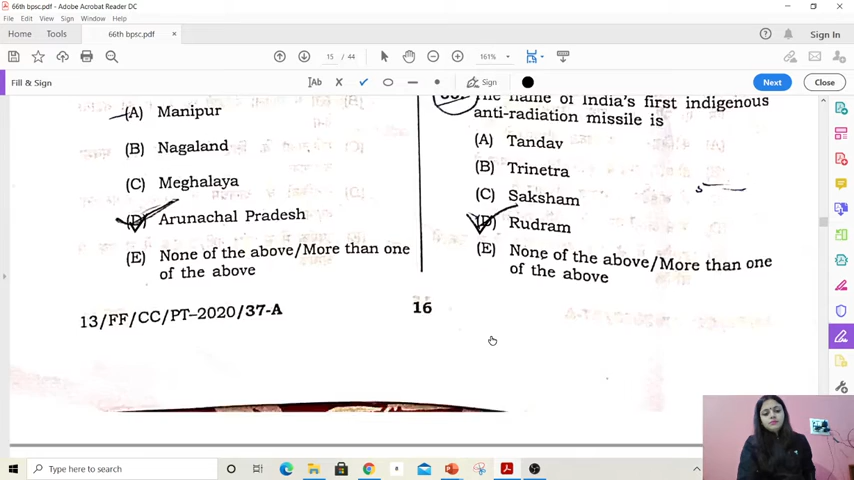 66th bpsc.pdf - Adobe Acrobat Reader DC
File Edit View Sign Window Help
Home Tools 66th bpsc.pdf × Sign In
15 / 44 161%
Fill & Sign Ab Sign Next Close
(A) Manipur
(B) Nagaland
(C) Meghalaya
(D) Arunachal Pradesh
(E) None of the above/More than one
of the above
The name of India's first indigenous
anti-radiation missile is
(A) Tandav
(B) Trinetra
(C) Saksham
(D) Rudram
(E) None of the above/More than one
of the above
13/FF/CC/PT–2020/37-A
16
Type here to search